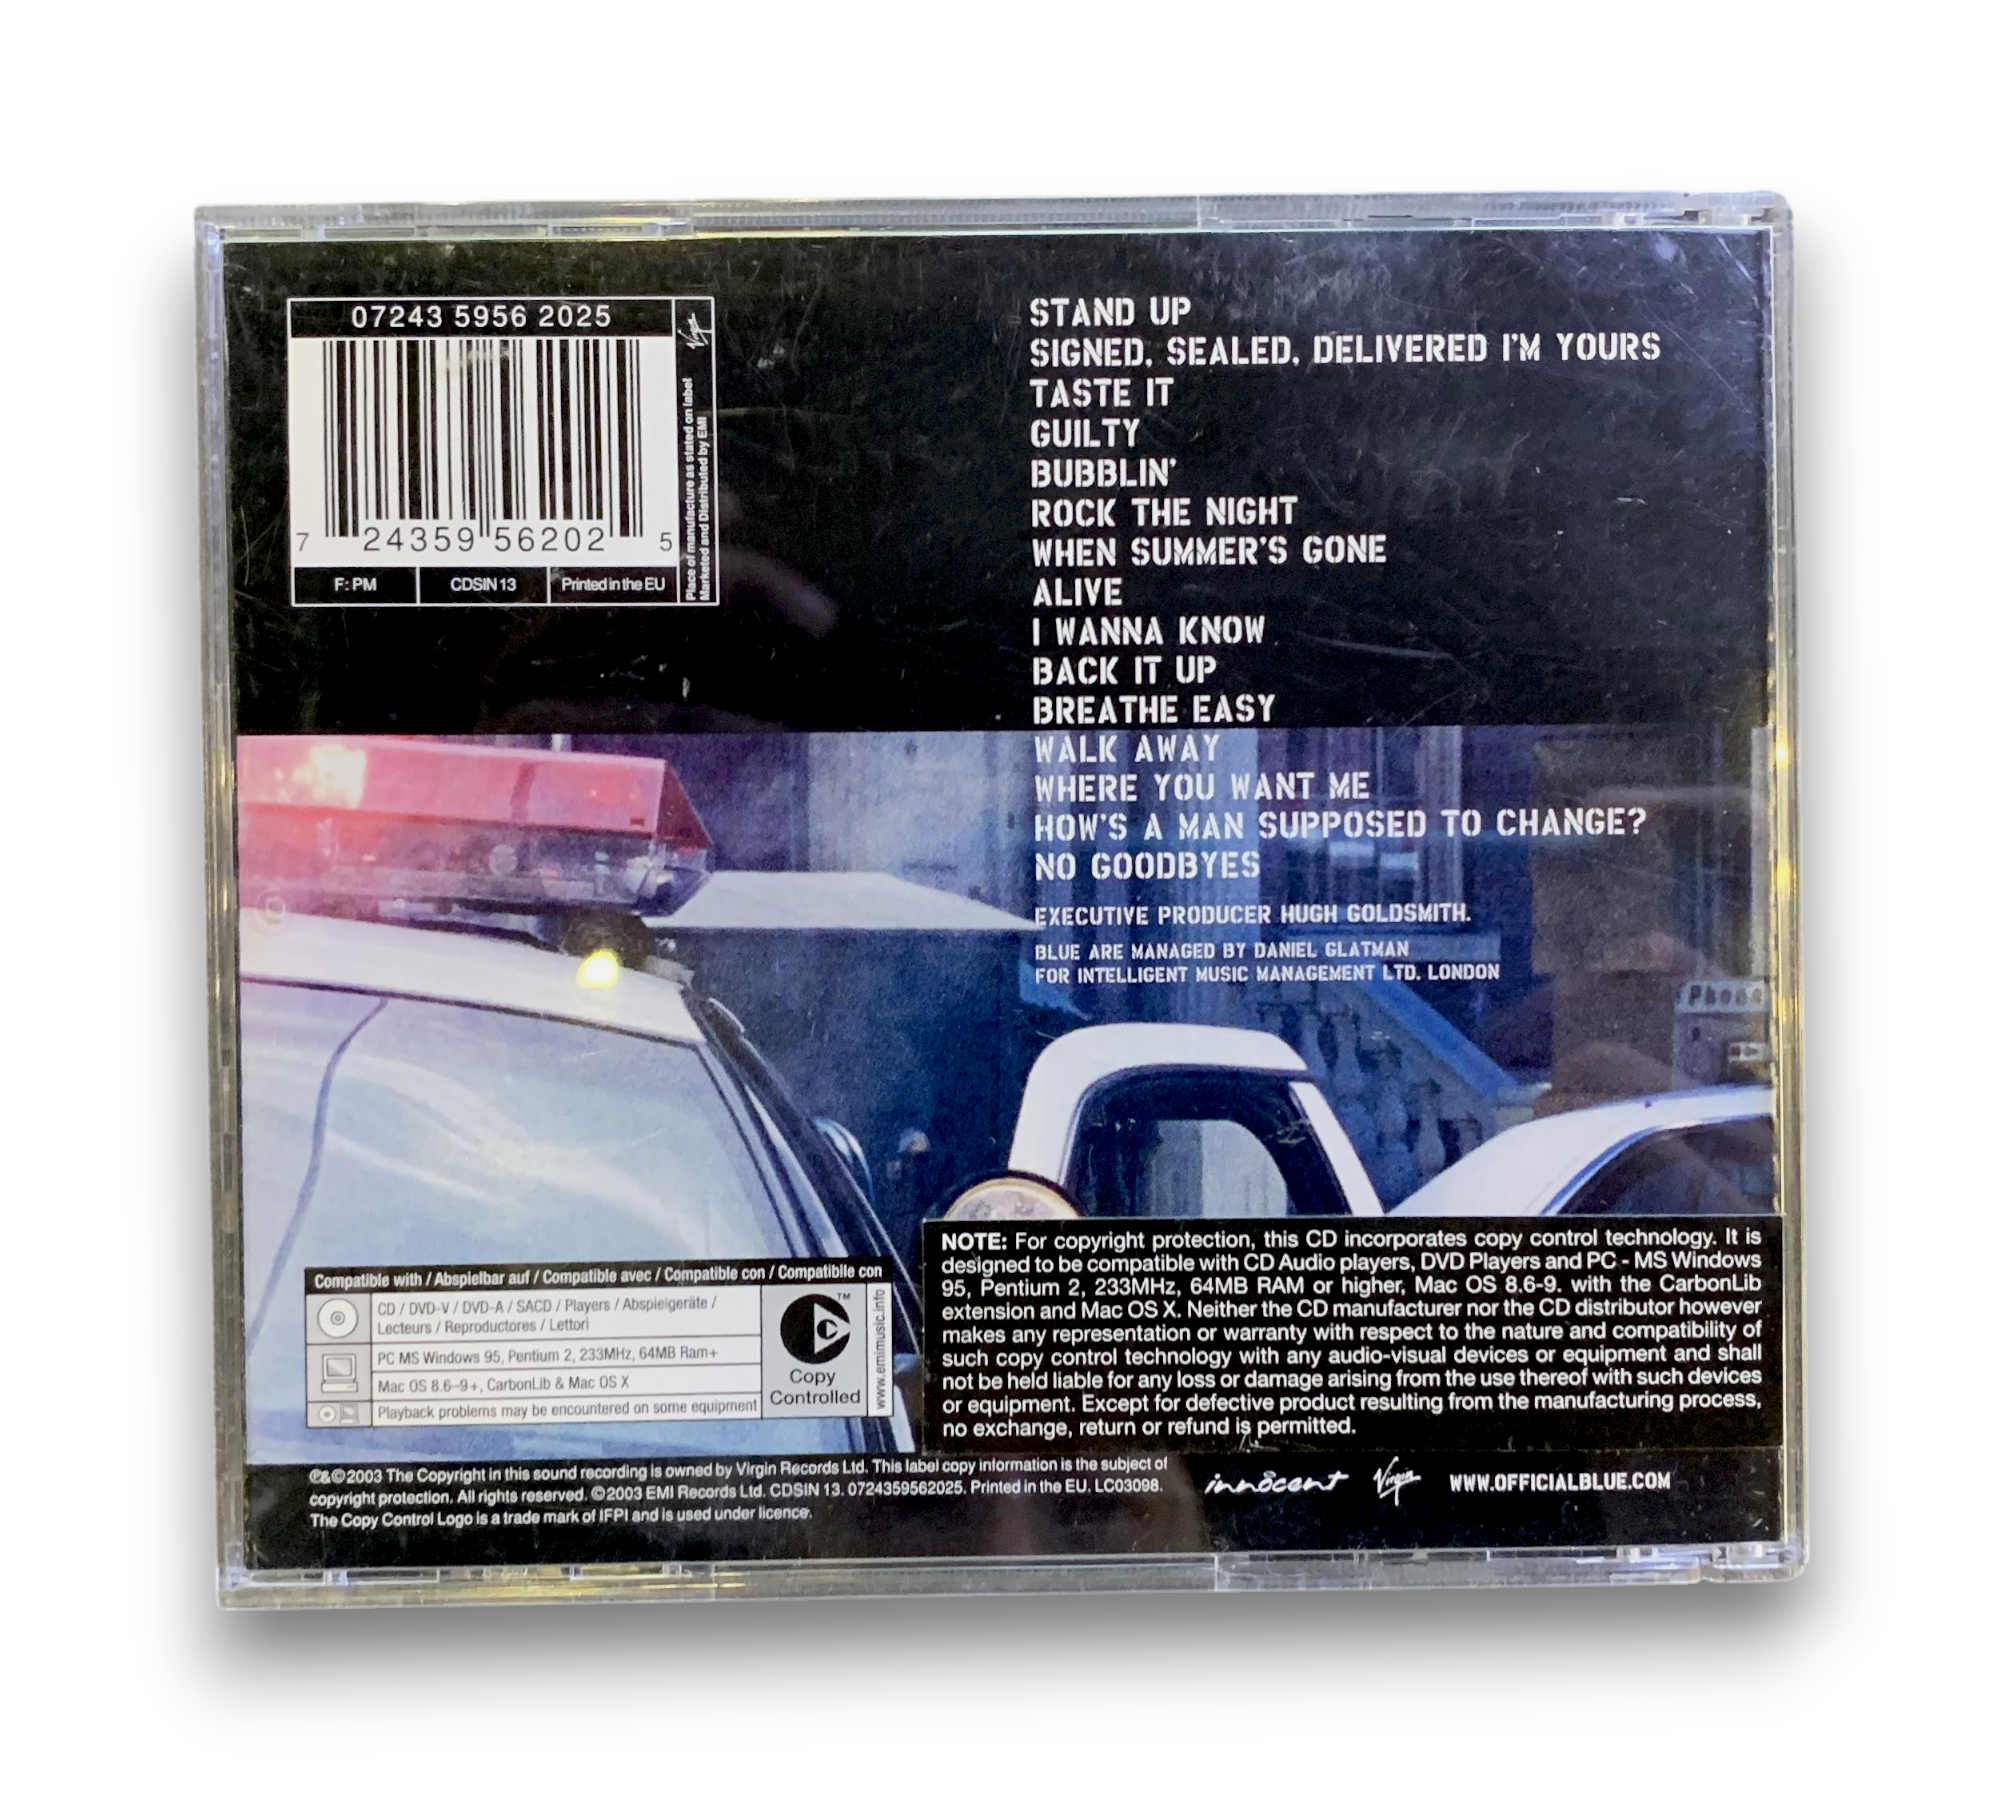 07243 5956 2025
7 24359 56202 5
F: PM
CDSIN 13
Printed in the EU
Virgin
Place of manufacture as stated on label
Marketed and Distributed by EMI
STAND UP
SIGNED, SEALED, DELIVERED I'M YOURS
TASTE IT
GUILTY
BUBBLIN'
ROCK THE NIGHT
WHEN SUMMER'S GONE
ALIVE
I WANNA KNOW
BACK IT UP
BREATHE EASY
WALK AWAY
WHERE YOU WANT ME
HOW'S A MAN SUPPOSED TO CHANGE?
NO GOODBYES
EXECUTIVE PRODUCER HUGH GOLDSMITH.
BLUE ARE MANAGED BY DANIEL GLATMAN
FOR INTELLIGENT MUSIC MANAGEMENT LTD. LONDON
Phone
Compatible with / Abspielbar auf / Compatible avec / Compatible con / Compatiblle con
CD / DVD-V / DVD-A / SACD / Players / Abspielgeräte /
Lecteurs / Reproductores / Lettori
PC MS Windows 95, Pentium 2, 233MHz, 64MB Ram+
Mac OS 8.6–9+, CarbonLib & Mac OS X
Playback problems may be encountered on some equipment
TM
Copy
Controlled
www.emimusic.info
NOTE: For copyright protection, this CD incorporates copy control technology. It is
designed to be compatible with CD Audio players, DVD Players and PC - MS Windows
95, Pentium 2, 233MHz, 64MB RAM or higher, Mac OS 8.6-9. with the CarbonLib
extension and Mac OS X. Neither the CD manufacturer nor the CD distributor however
makes any representation or warranty with respect to the nature and compatibility of
such copy control technology with any audio-visual devices or equipment and shall
not be held liable for any loss or damage arising from the use thereof with such devices
or equipment. Except for defective product resulting from the manufacturing process,
no exchange, return or refund is permitted.
℗&©2003 The Copyright in this sound recording is owned by Virgin Records Ltd. This label copy information is the subject of
copyright protection. All rights reserved. ©2003 EMI Records Ltd. CDSIN 13. 0724359562025. Printed in the EU. LC03098.
The Copy Control Logo is a trade mark of IFPI and is used under licence.
innocent
Virgin
WWW.OFFICIALBLUE.COM